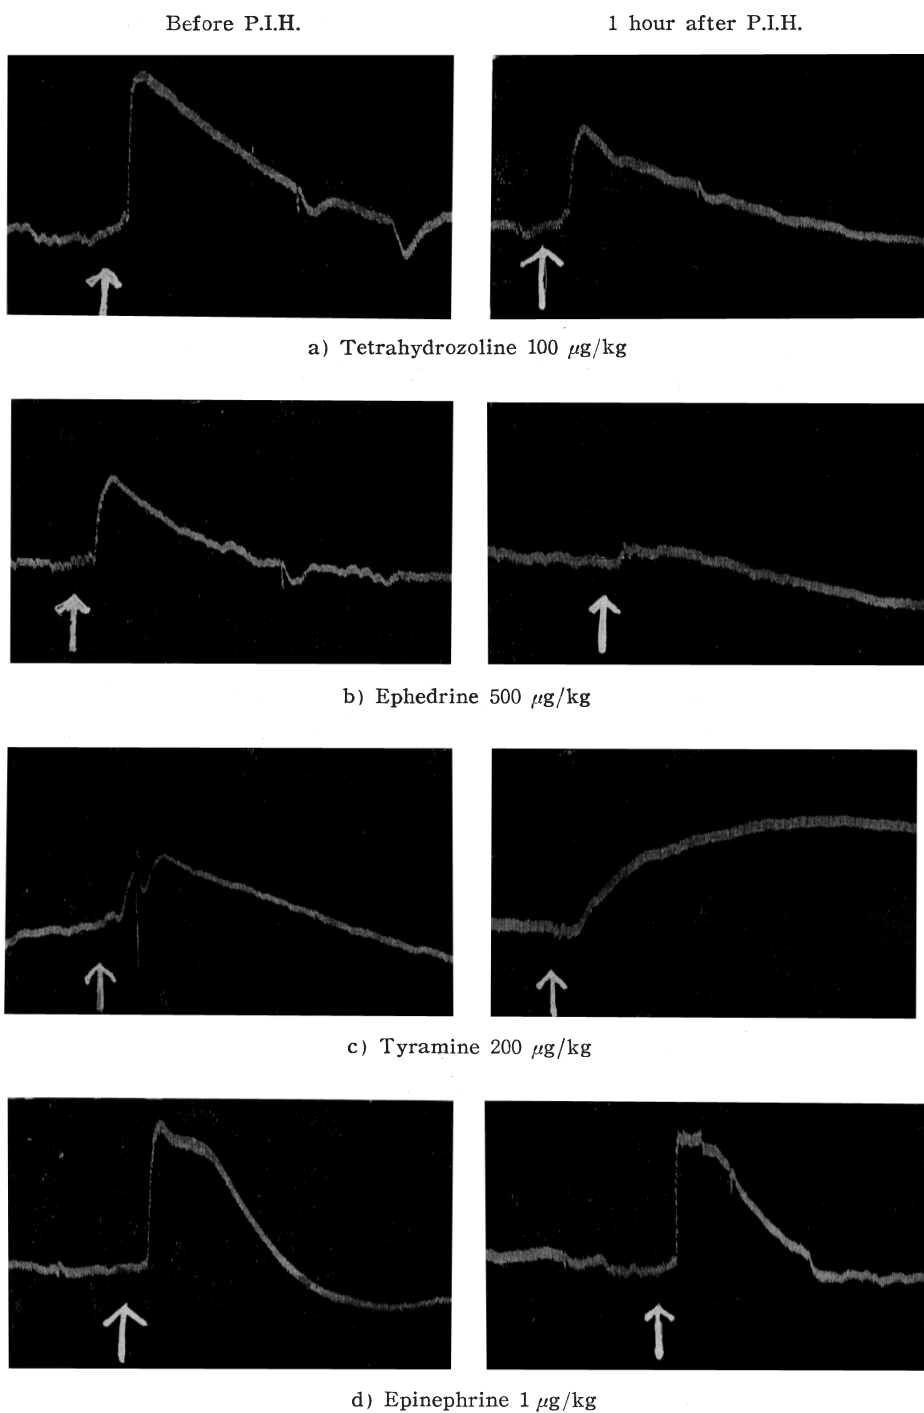 Before P.I.H.
1 hour after P.I.H.
a) Tetrahydrozoline 100 μg/kg
b) Ephedrine 500 μg/kg
c) Tyramine 200 μg/kg
d) Epinephrine 1 μg/kg